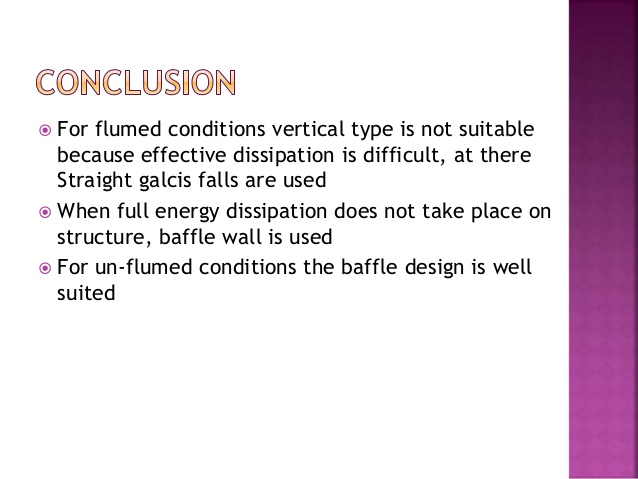 CONCLUSION
For flumed conditions vertical type is not suitable
because effective dissipation is difficult, at there
Straight galcis falls are used
When full energy dissipation does not take place on
structure, baffle wall is used
For un-flumed conditions the baffle design is well
suited